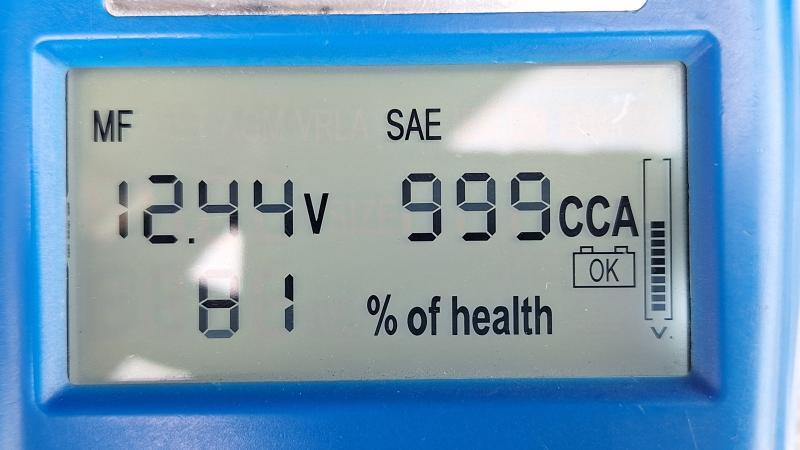 MF SAE
12.44 V 999 CCA
OK
81 % of health
V.